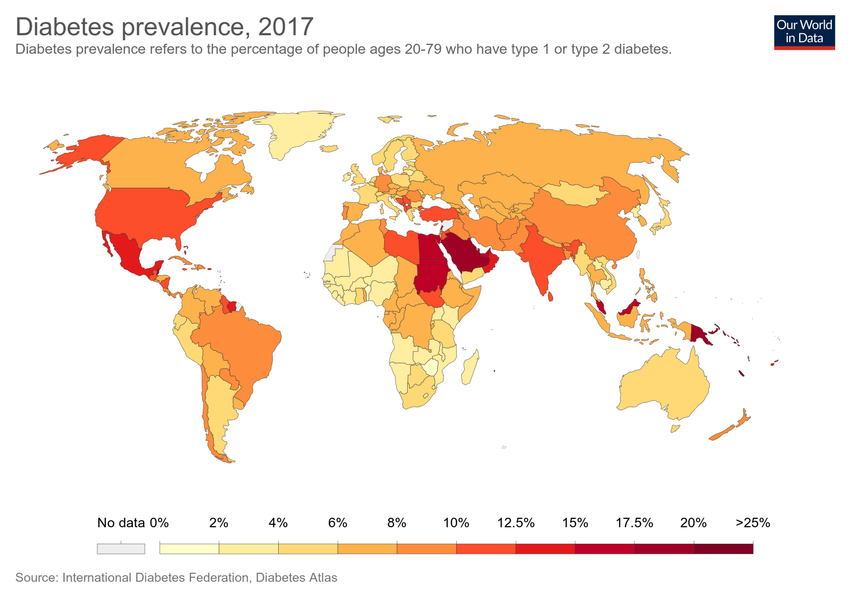 Diabetes prevalence, 2017
Diabetes prevalence refers to the percentage of people ages 20-79 who have type 1 or type 2 diabetes.
Our World
in Data
No data 0% 2% 4% 6% 8% 10% 12.5% 15% 17.5% 20% >25%
Source: International Diabetes Federation, Diabetes Atlas